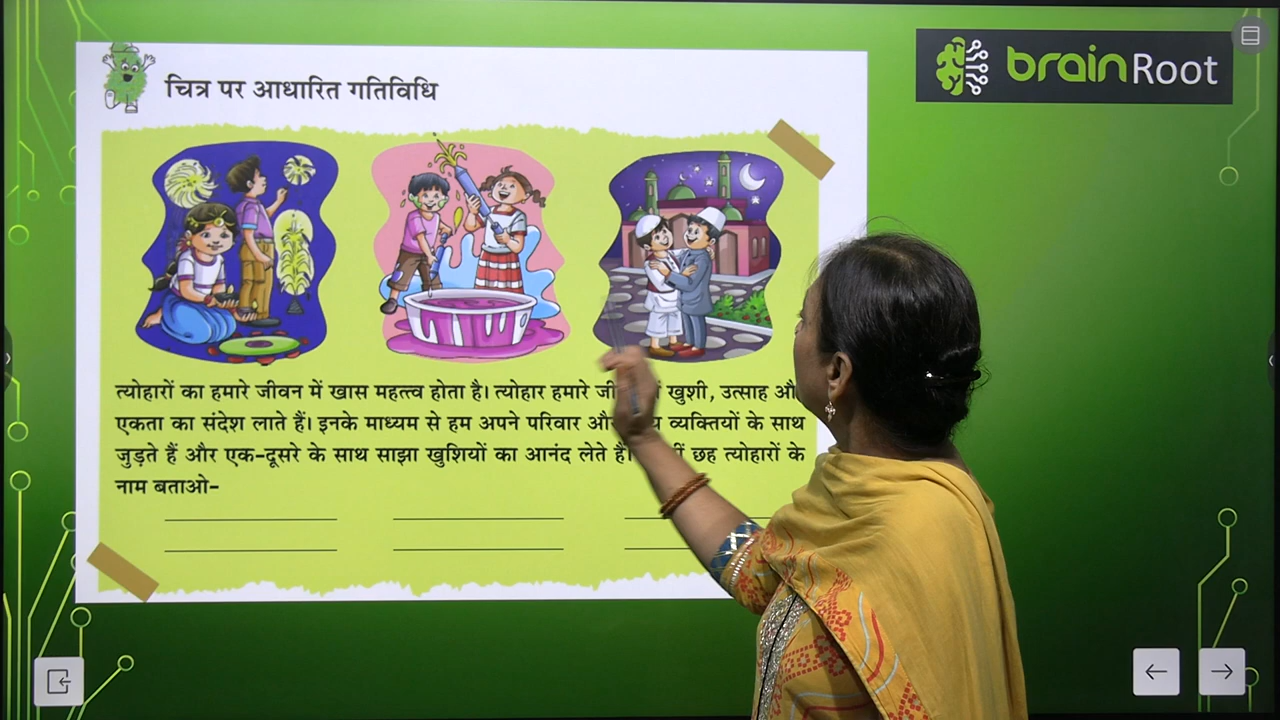 brainRoot
चित्र पर आधारित गतिविधि
त्योहारों का हमारे जीवन में खास महत्त्व होता है। त्योहार हमारे खुशी, उत्साह
एकता का संदेश लाते हैं। इनके माध्यम से हम अपने परिवार व्यक्तियों के साथ
जुड़ते हैं और एक-दूसरे के साथ साझा खुशियों का आनंद लेते हैं। छह त्योहारों के
नाम बताओ-